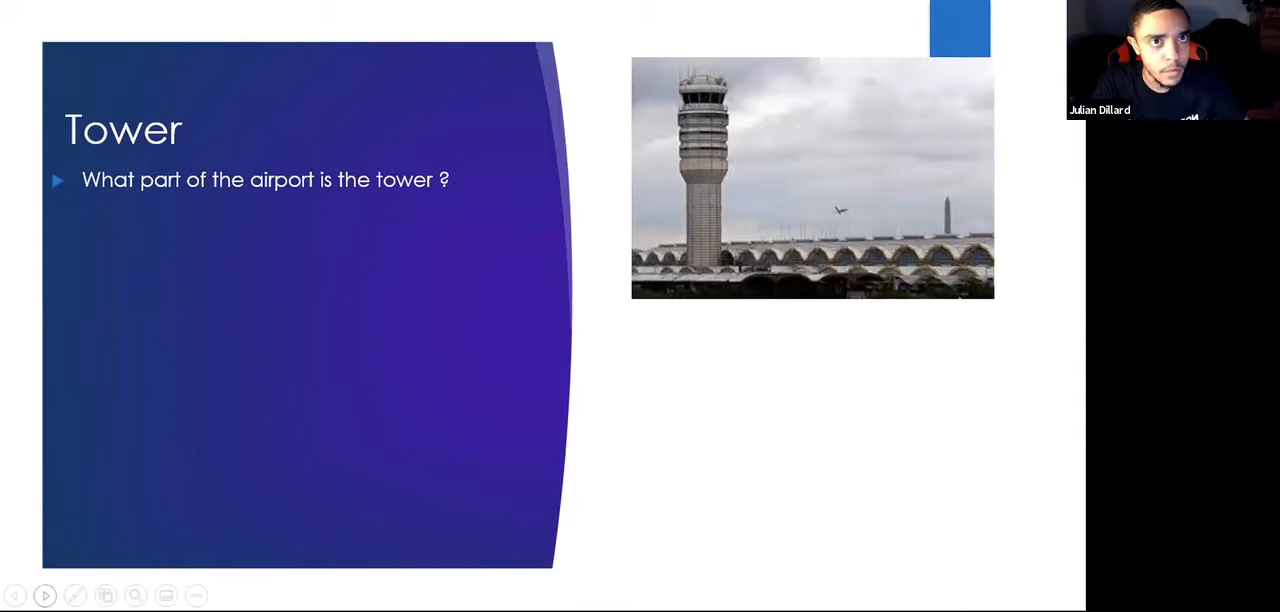 Tower
What part of the airport is the tower ?
Julian Dillard